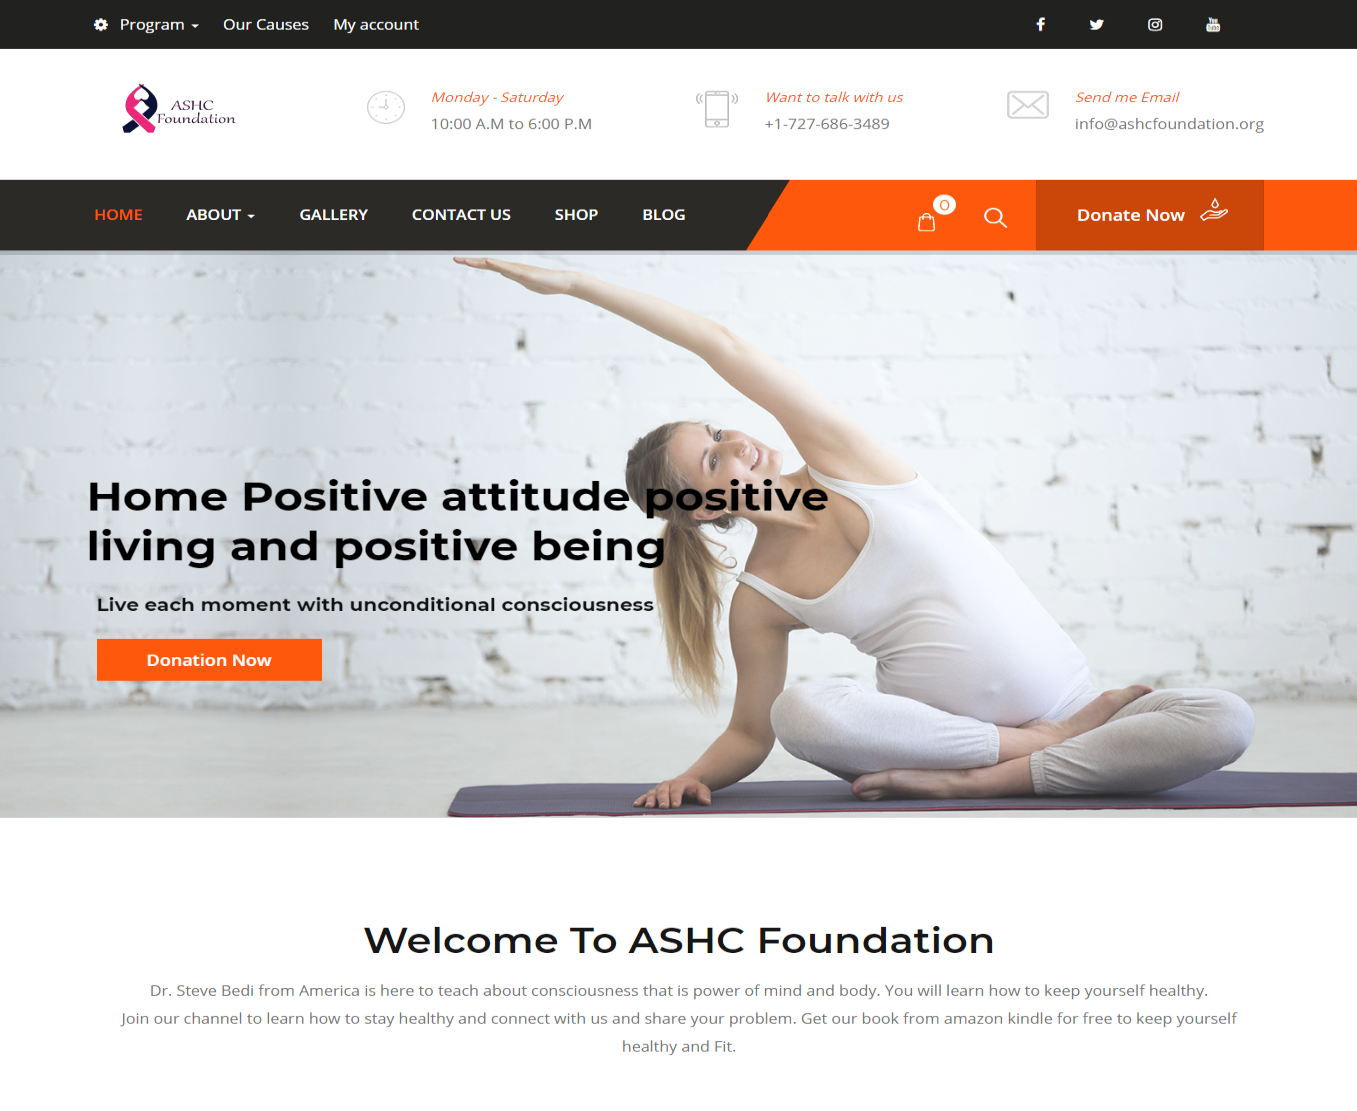 Program
Our Causes
My account
You
Tube
ASHC
Foundation
Monday - Saturday
10:00 A.M to 6:00 P.M
Want to talk with us
+1-727-686-3489
Send me Email
info@ashcfoundation.org
HOME
ABOUT
GALLERY
CONTACT US
SHOP
BLOG
0
Donate Now
Home Positive attitude positive
living and positive being
Live each moment with unconditional consciousness
Donation Now
Welcome To ASHC Foundation
Dr. Steve Bedi from America is here to teach about consciousness that is power of mind and body. You will learn how to keep yourself healthy.
Join our channel to learn how to stay healthy and connect with us and share your problem. Get our book from amazon kindle for free to keep yourself
healthy and Fit.